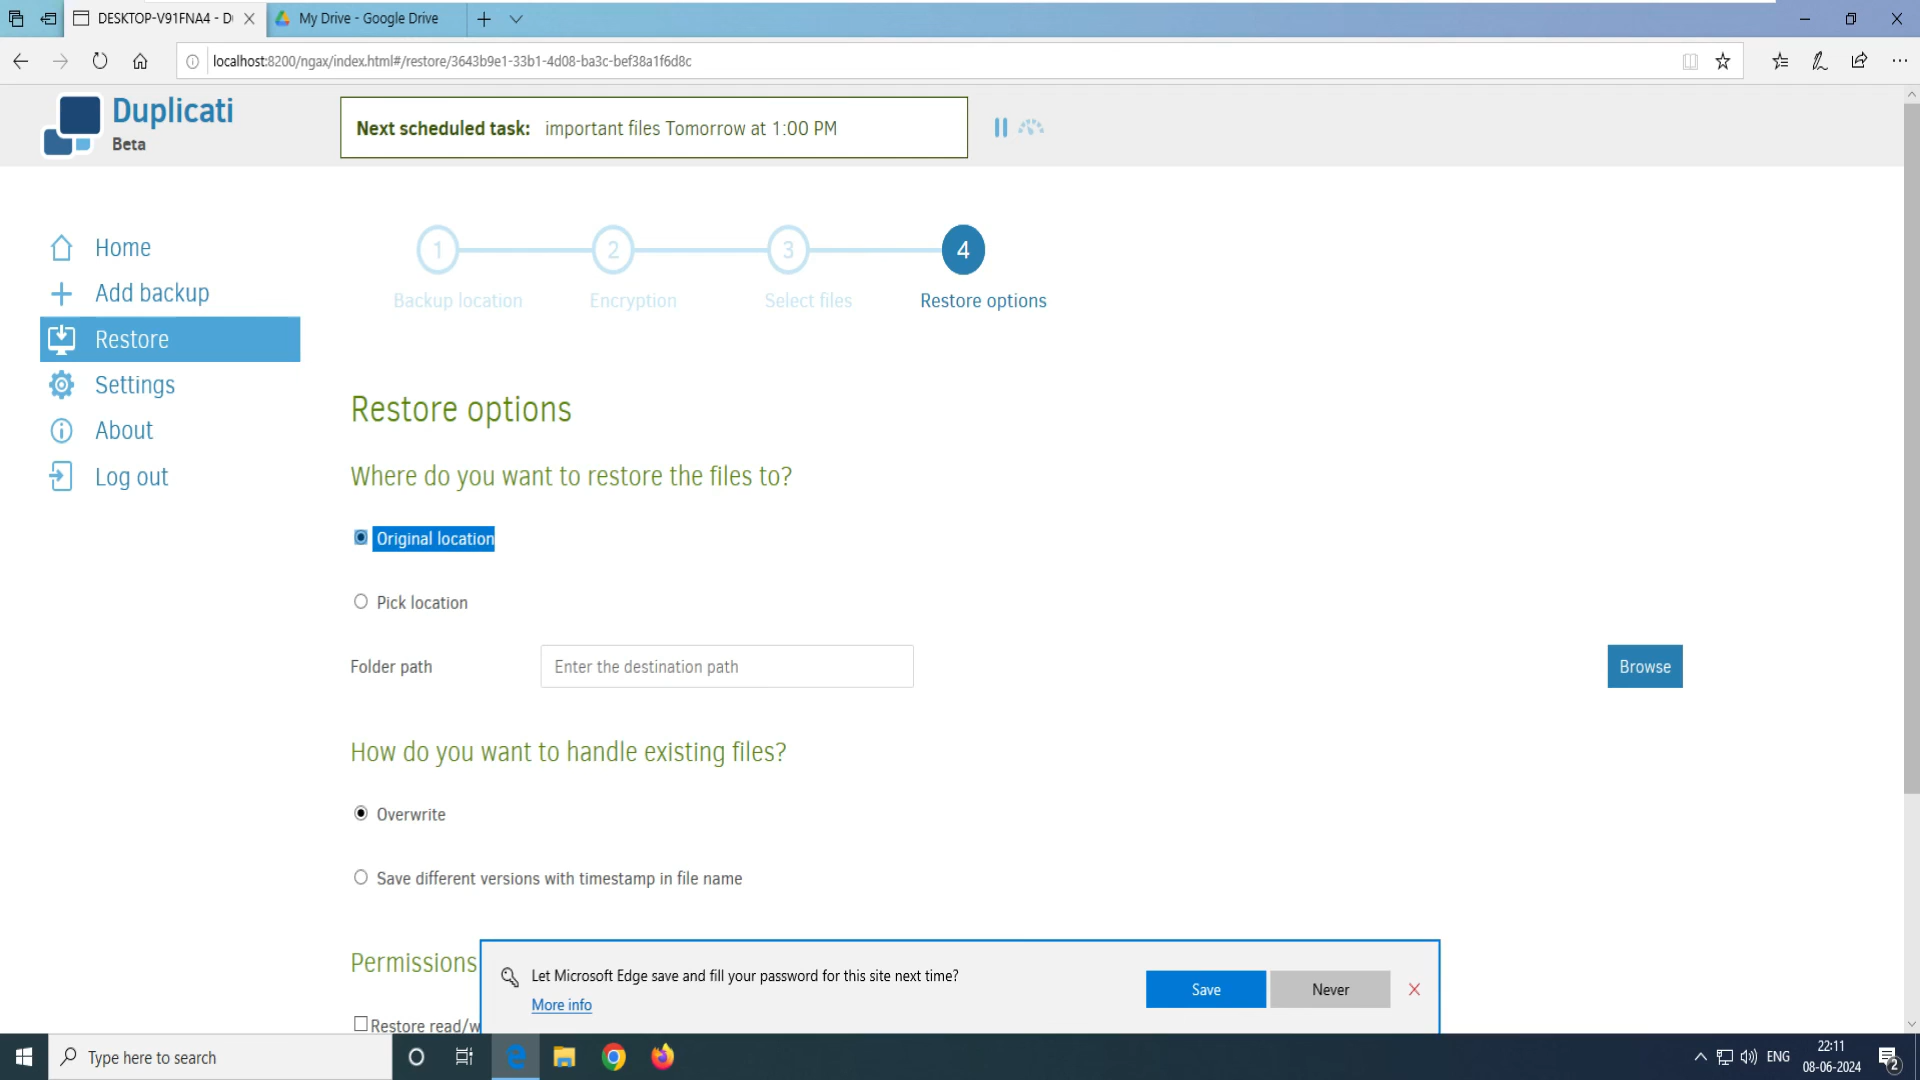 DESKTOP-V91FNA4 - D
My Drive - Google Drive
localhost:8200/ngax/index.html#/restore/3643b9e1-33b1-4d08-ba3c-bef38a1f6d8c
Duplicati
Beta
Next scheduled task: important files Tomorrow at 1:00 PM
Home
Add backup
Restore
Settings
About
Log out
1 2 3 4
Backup location Encryption Select files Restore options
Restore options
Where do you want to restore the files to?
Original location
Pick location
Folder path Enter the destination path Browse
How do you want to handle existing files?
Overwrite
Save different versions with timestamp in file name
Permissions
Restore read/w
Let Microsoft Edge save and fill your password for this site next time?
More info
Save Never
Type here to search
ENG
22:11
08-06-2024
2